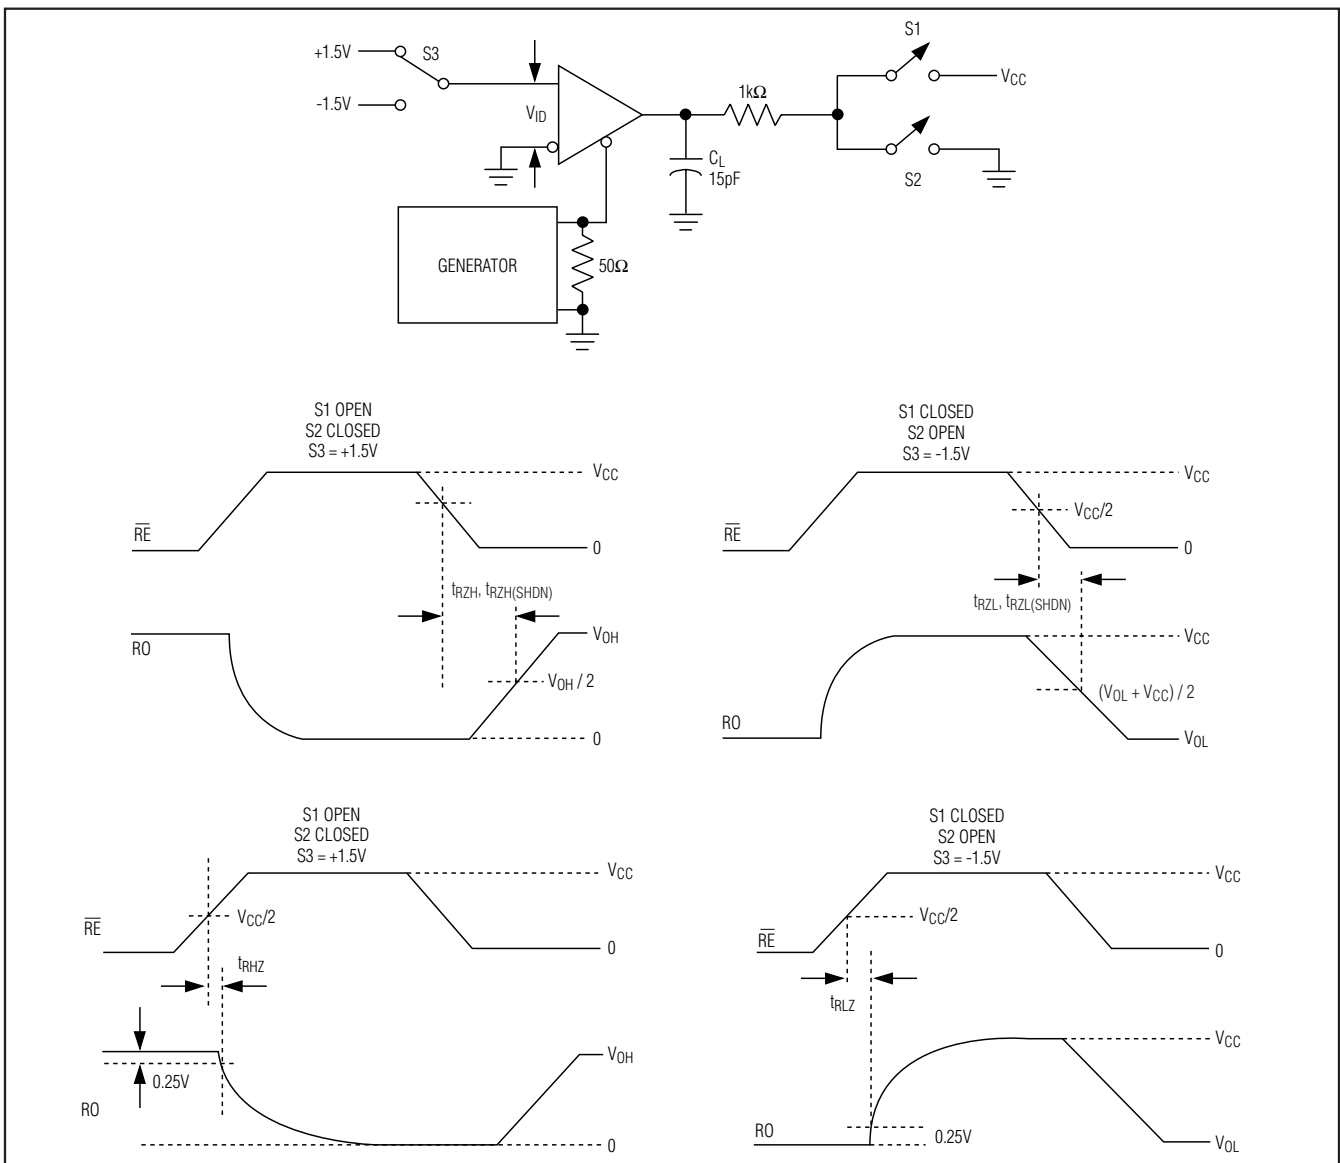 +1.5V
S3
-1.5V
V_ID
1kΩ
S1
V_CC
C_L
15pF
S2
GENERATOR
50Ω
S1 OPEN
S2 CLOSED
S3 = +1.5V
V_CC
R̅E̅
0
t_RZH, t_RZH(SHDN)
RO
V_OH
V_OH / 2
0
S1 CLOSED
S2 OPEN
S3 = -1.5V
V_CC
V_CC/2
R̅E̅
0
t_RZL, t_RZL(SHDN)
V_CC
(V_OL + V_CC) / 2
RO
V_OL
S1 OPEN
S2 CLOSED
S3 = +1.5V
V_CC
V_CC/2
R̅E̅
0
t_RHZ
V_OH
0.25V
RO
0
S1 CLOSED
S2 OPEN
S3 = -1.5V
V_CC
V_CC/2
R̅E̅
0
t_RLZ
V_CC
RO
0.25V
V_OL